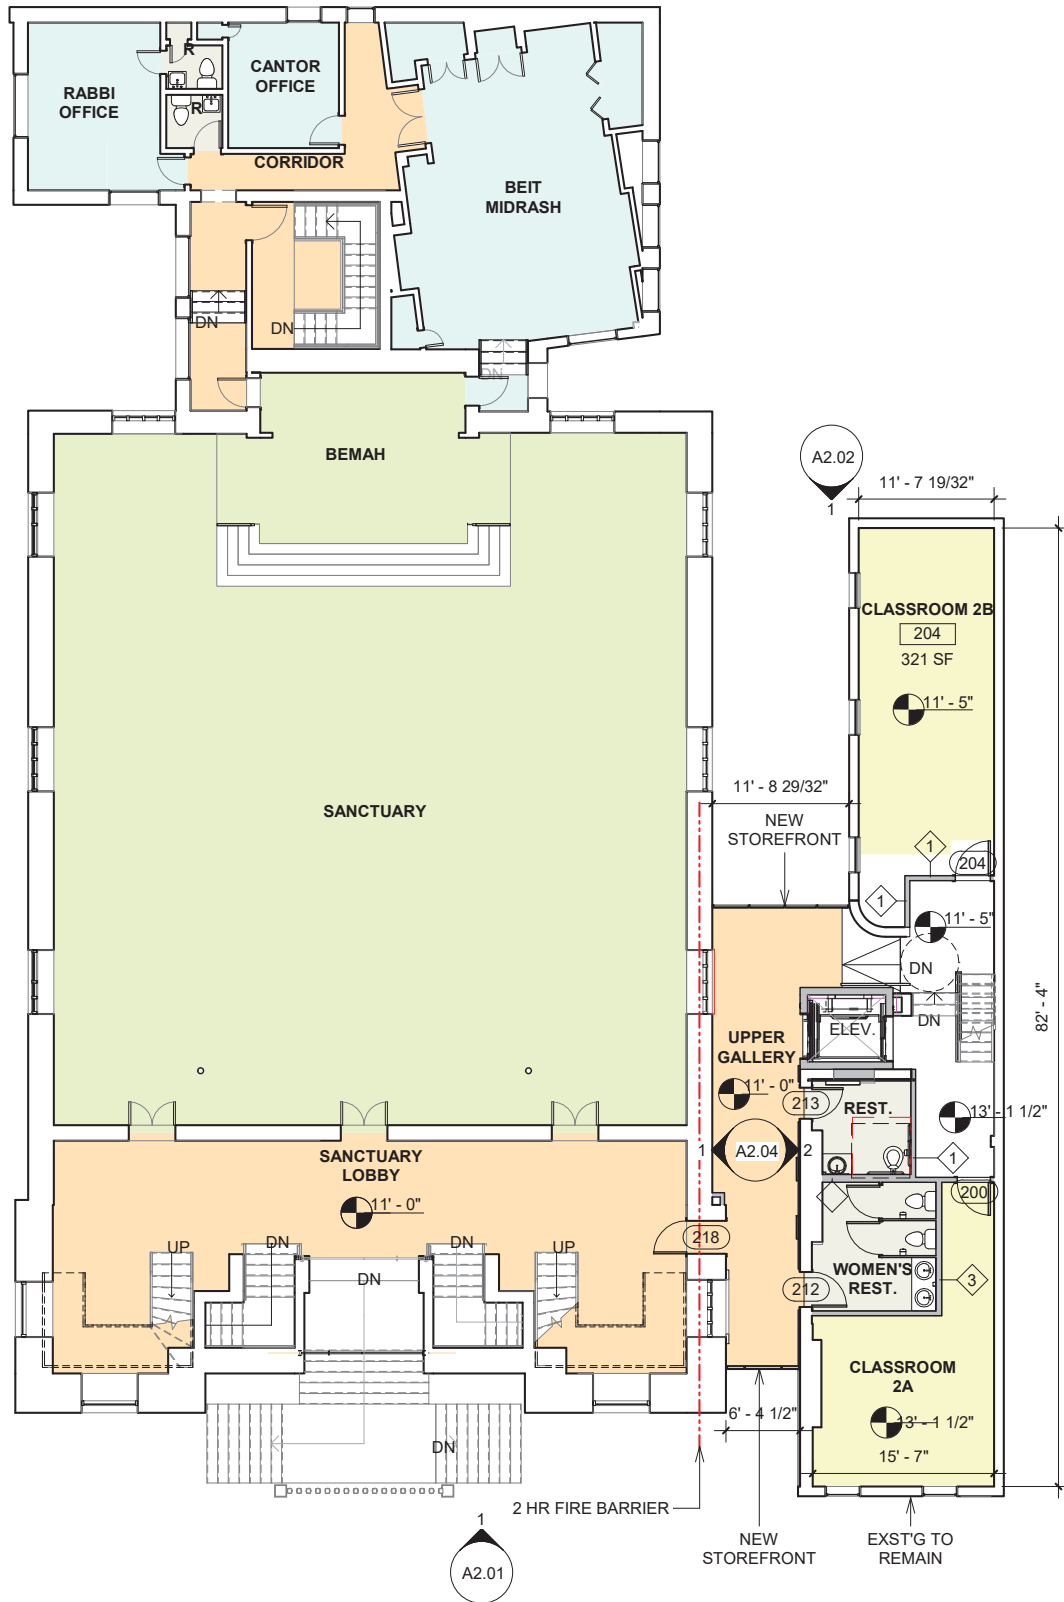 R
CANTOR
OFFICE
RABBI
OFFICE
R
CORRIDOR
BEIT
MIDRASH
DN
DN
DN
BEMAH
A2.02
1
11' - 7 19/32"
CLASSROOM 2B
204
321 SF
11' - 5"
11' - 8 29/32"
NEW
STOREFRONT
SANCTUARY
1
204
1
11' - 5"
DN
DN
82' - 4"
ELEV.
UPPER
GALLERY
11' - 0"
213
REST.
13' - 1 1/2"
1
A2.04
2
1
200
SANCTUARY
LOBBY
11' - 0"
218
UP
DN
DN
UP
DN
WOMEN'S
REST.
212
3
CLASSROOM
2A
13' - 1 1/2"
6' - 4 1/2"
15' - 7"
DN
2 HR FIRE BARRIER
1
A2.01
NEW
STOREFRONT
EXST'G TO
REMAIN